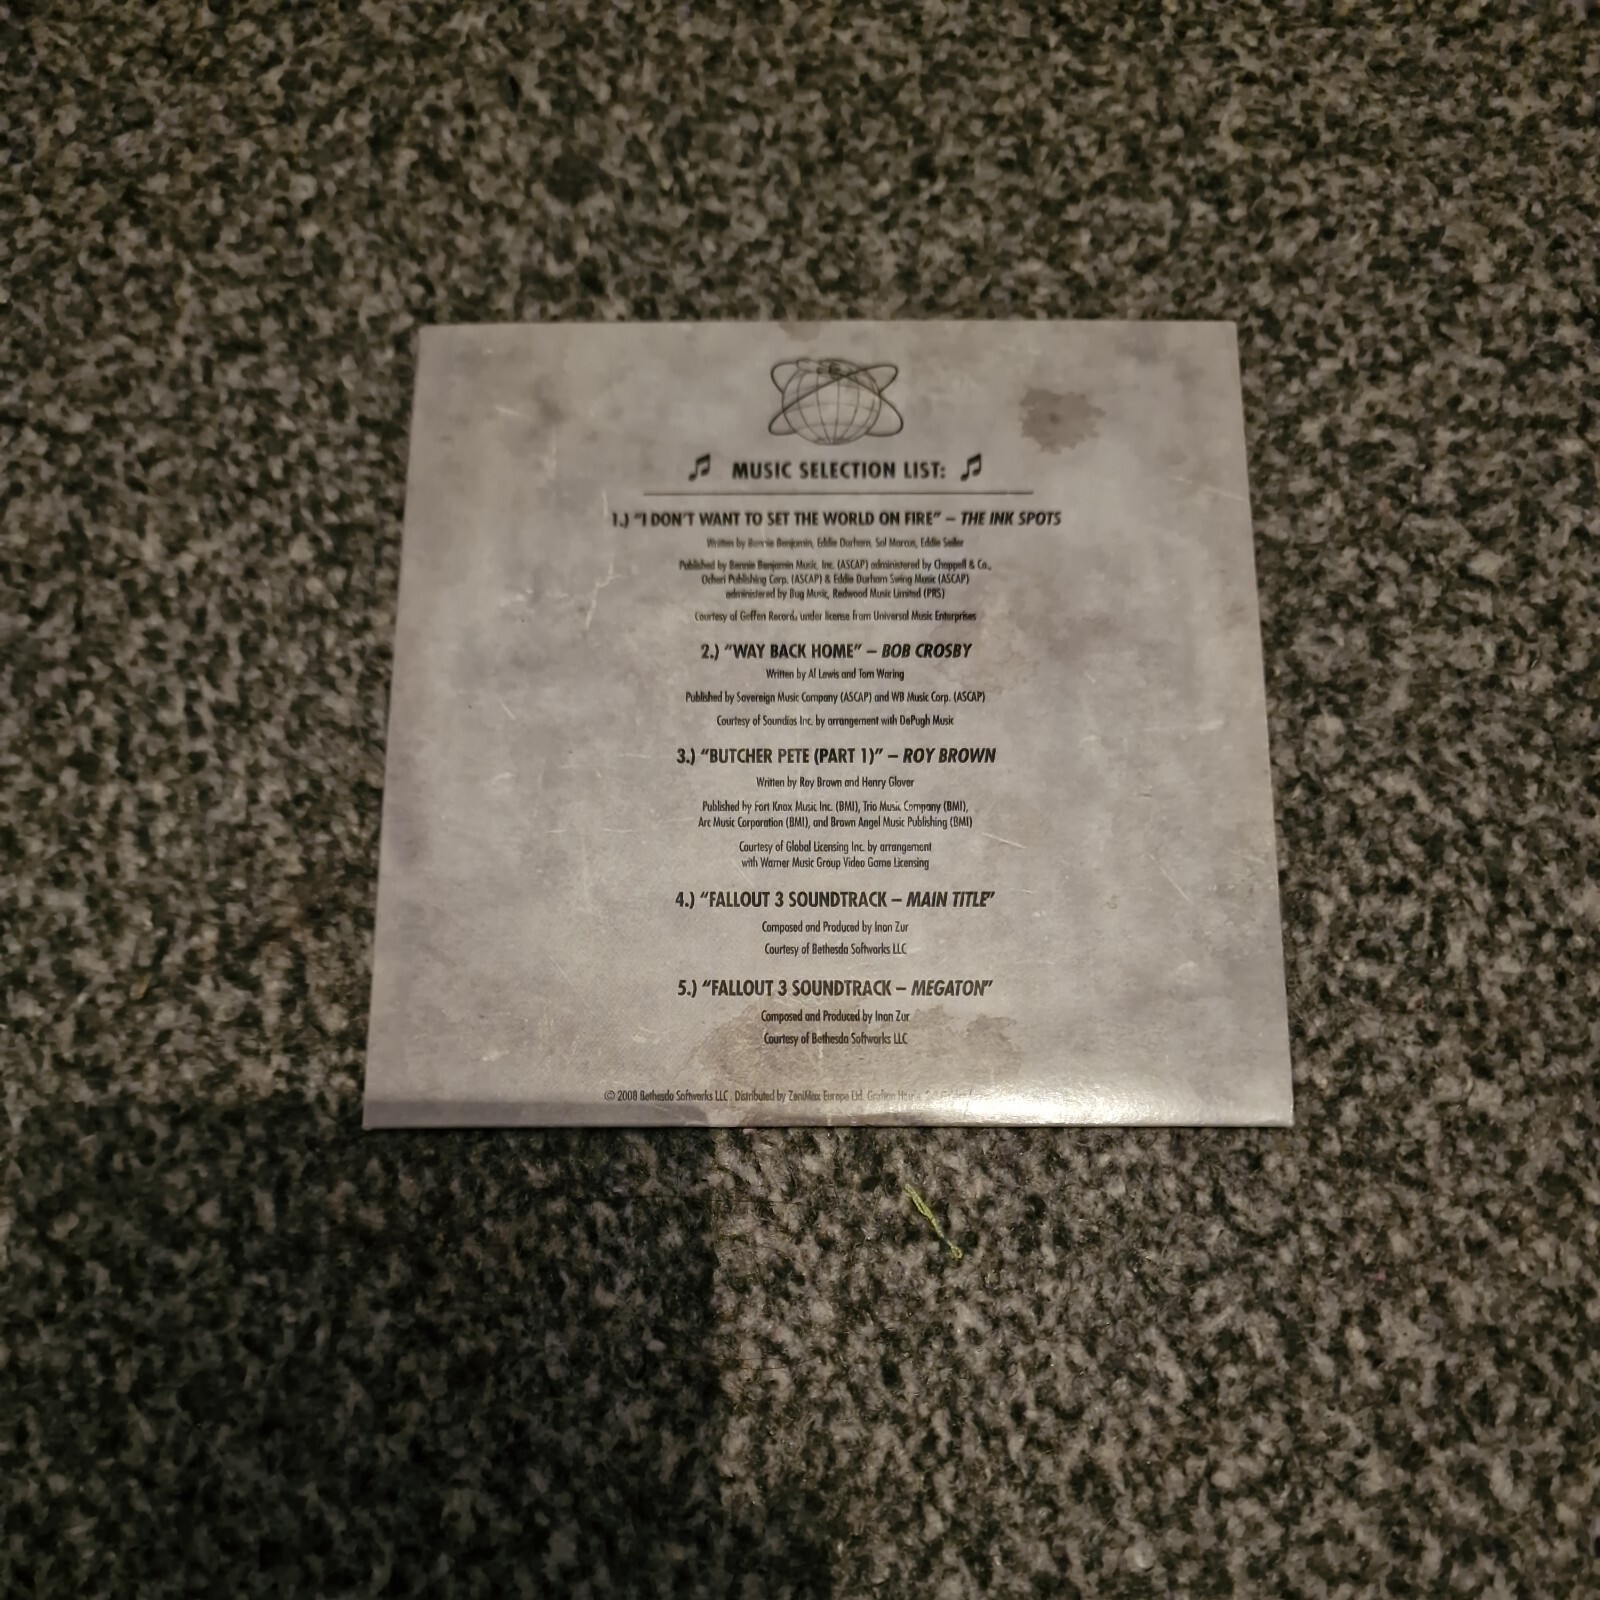 MUSIC SELECTION LIST:
1.) "I DON'T WANT TO SET THE WORLD ON FIRE" – THE INK SPOTS
Written by Bennie Benjamin, Eddie Durham, Sol Marcus, Eddie Seiler
Published by Bennie Benjamin Music, Inc. (ASCAP) administered by Chappell & Co.,
Ocheri Publishing Corp. (ASCAP) & Eddie Durham Swing Music (ASCAP)
administered by Bug Music, Redwood Music Limited (PRS)
Courtesy of Geffen Records under license from Universal Music Enterprises
2.) "WAY BACK HOME" – BOB CROSBY
Written by Al Lewis and Tom Waring
Published by Sovereign Music Company (ASCAP) and WB Music Corp. (ASCAP)
Courtesy of Soundies Inc. by arrangement with DePugh Music
3.) "BUTCHER PETE (PART 1)" – ROY BROWN
Written by Roy Brown and Henry Glover
Published by Fort Knox Music Inc. (BMI), Trio Music Company (BMI),
Arc Music Corporation (BMI), and Brown Angel Music Publishing (BMI)
Courtesy of Global Licensing Inc. by arrangement
with Warner Music Group Video Game Licensing
4.) "FALLOUT 3 SOUNDTRACK – MAIN TITLE"
Composed and Produced by Inon Zur
Courtesy of Bethesda Softworks LLC
5.) "FALLOUT 3 SOUNDTRACK – MEGATON"
Composed and Produced by Inon Zur
Courtesy of Bethesda Softworks LLC
© 2008 Bethesda Softworks LLC. Distributed by ZeniMax Europe Ltd. Grafton House,